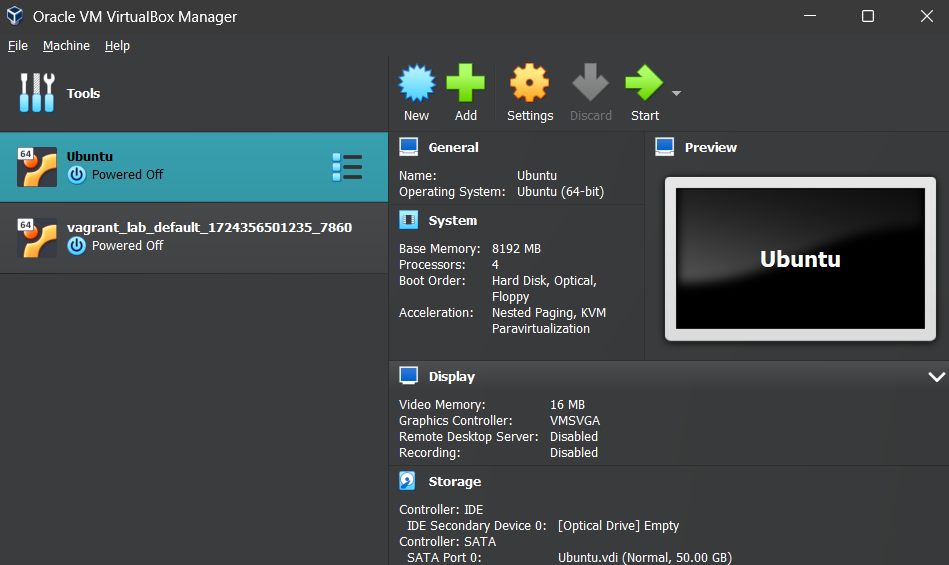 Oracle VM VirtualBox Manager
File Machine Help
Tools
New Add Settings Discard Start
64
Ubuntu
Powered Off
64
vagrant_lab_default_1724356501235_7860
Powered Off
General
Name: Ubuntu
Operating System: Ubuntu (64-bit)
System
Base Memory: 8192 MB
Processors: 4
Boot Order: Hard Disk, Optical,
Floppy
Acceleration: Nested Paging, KVM
Paravirtualization
Preview
Ubuntu
Display
Video Memory: 16 MB
Graphics Controller: VMSVGA
Remote Desktop Server: Disabled
Recording: Disabled
Storage
Controller: IDE
IDE Secondary Device 0: [Optical Drive] Empty
Controller: SATA
SATA Port 0: Ubuntu.vdi (Normal, 50.00 GB)